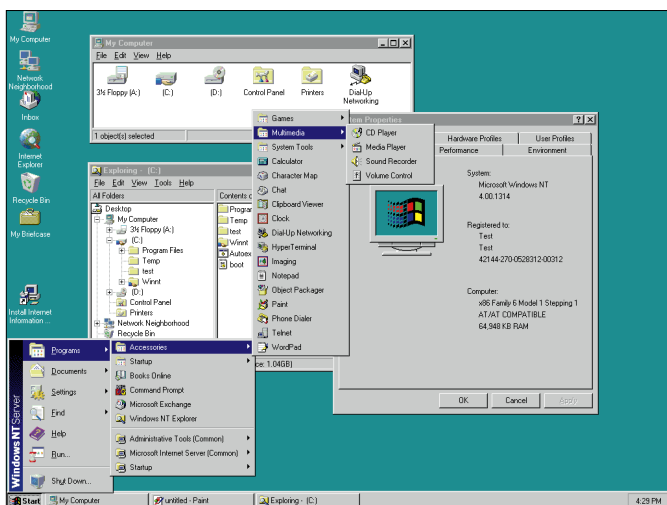 My Computer
Network
Neighborhood
Inbox
Internet
Explorer
Recycle Bin
My Briefcase
Install Internet
Information ...
My Computer
File Edit View Help
3½ Floppy (A:)
(C:)
(D:)
Control Panel
Printers
Dial-Up
Networking
1 object(s) selected
Exploring - (C:)
File Edit View Tools Help
All Folders
Contents o
Desktop
My Computer
3½ Floppy (A:)
(C:)
Program Files
Temp
test
Winnt
(D:)
Control Panel
Printers
Network Neighborhood
Recycle Bin
Program
Temp
test
Winnt
Autoex
boot
ce: 1.04GB)
tem Properties
Hardware Profiles
User Profiles
Performance
Environment
System:
Microsoft Windows NT
4.00.1314
Registered to:
Test
Test
42144-270-0528312-00312
Computer:
x86 Family 6 Model 1 Stepping 1
AT/AT COMPATIBLE
64,948 KB RAM
OK
Cancel
Apply
Games
Multimedia
System Tools
Calculator
Character Map
Chat
Clipboard Viewer
Clock
Dial-Up Networking
HyperTerminal
Imaging
Notepad
Object Packager
Paint
Phone Dialer
Telnet
WordPad
CD Player
Media Player
Sound Recorder
Volume Control
Windows NT Server
Programs
Documents
Settings
Find
Help
Run...
Shut Down...
Accessories
Startup
Books Online
Command Prompt
Microsoft Exchange
Windows NT Explorer
Administrative Tools (Common)
Microsoft Internet Server (Common)
Startup
Start
My Computer
untitled - Paint
Exploring - (C:)
4:29 PM